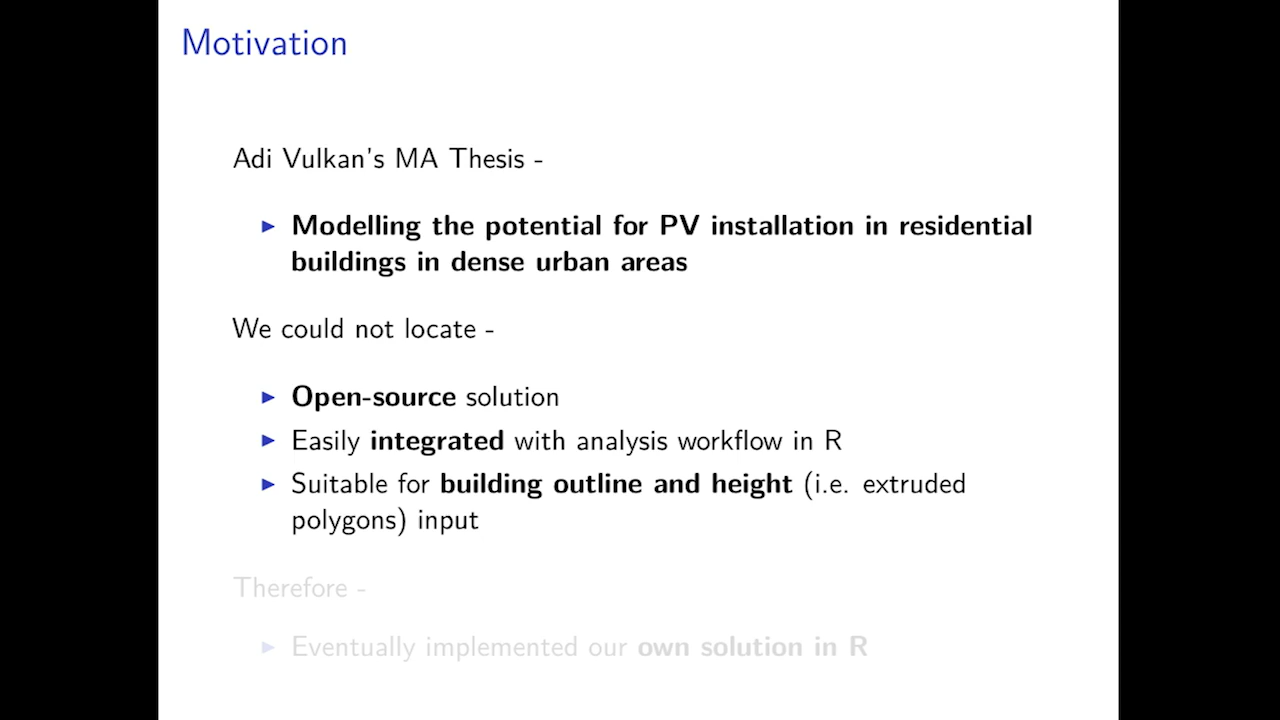 Motivation
Adi Vulkan's MA Thesis -
Modelling the potential for PV installation in residential
buildings in dense urban areas
We could not locate -
Open-source solution
Easily integrated with analysis workflow in R
Suitable for building outline and height (i.e. extruded
polygons) input
Therefore -
Eventually implemented our own solution in R